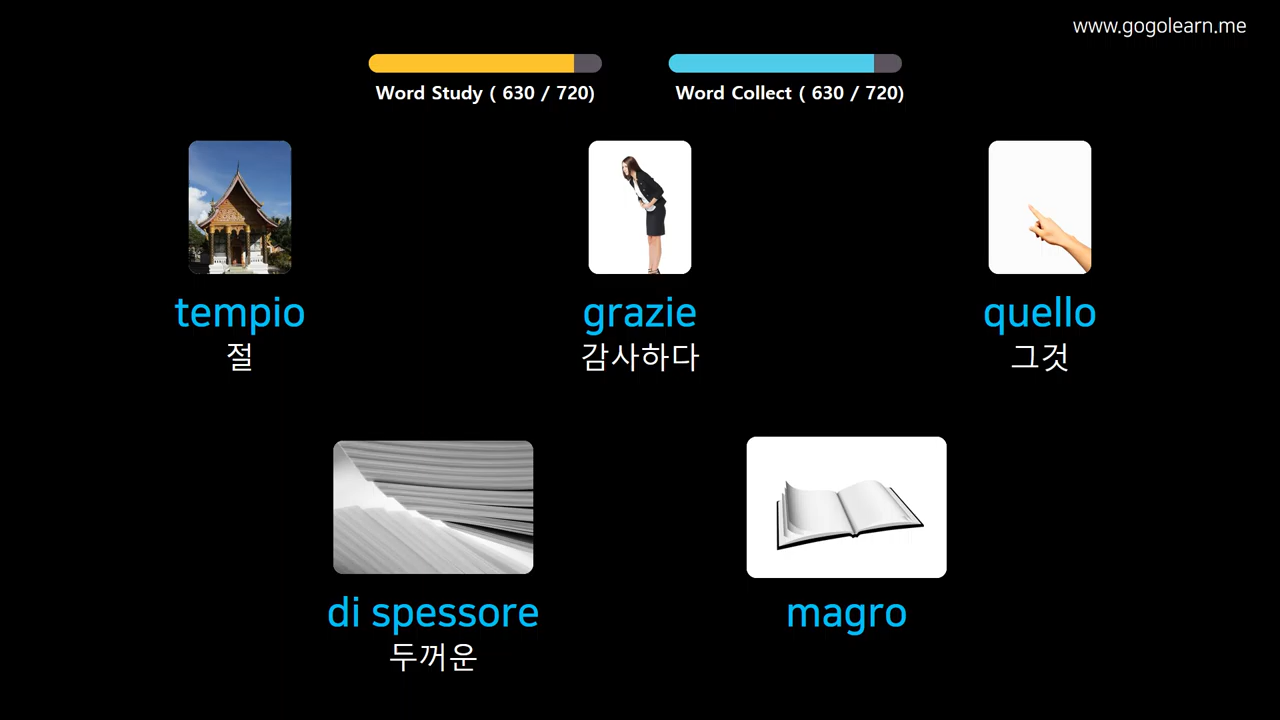 www.gogolearn.me
Word Study ( 630 / 720)
Word Collect ( 630 / 720)
tempio
절
grazie
감사하다
quello
그것
di spessore
두꺼운
magro